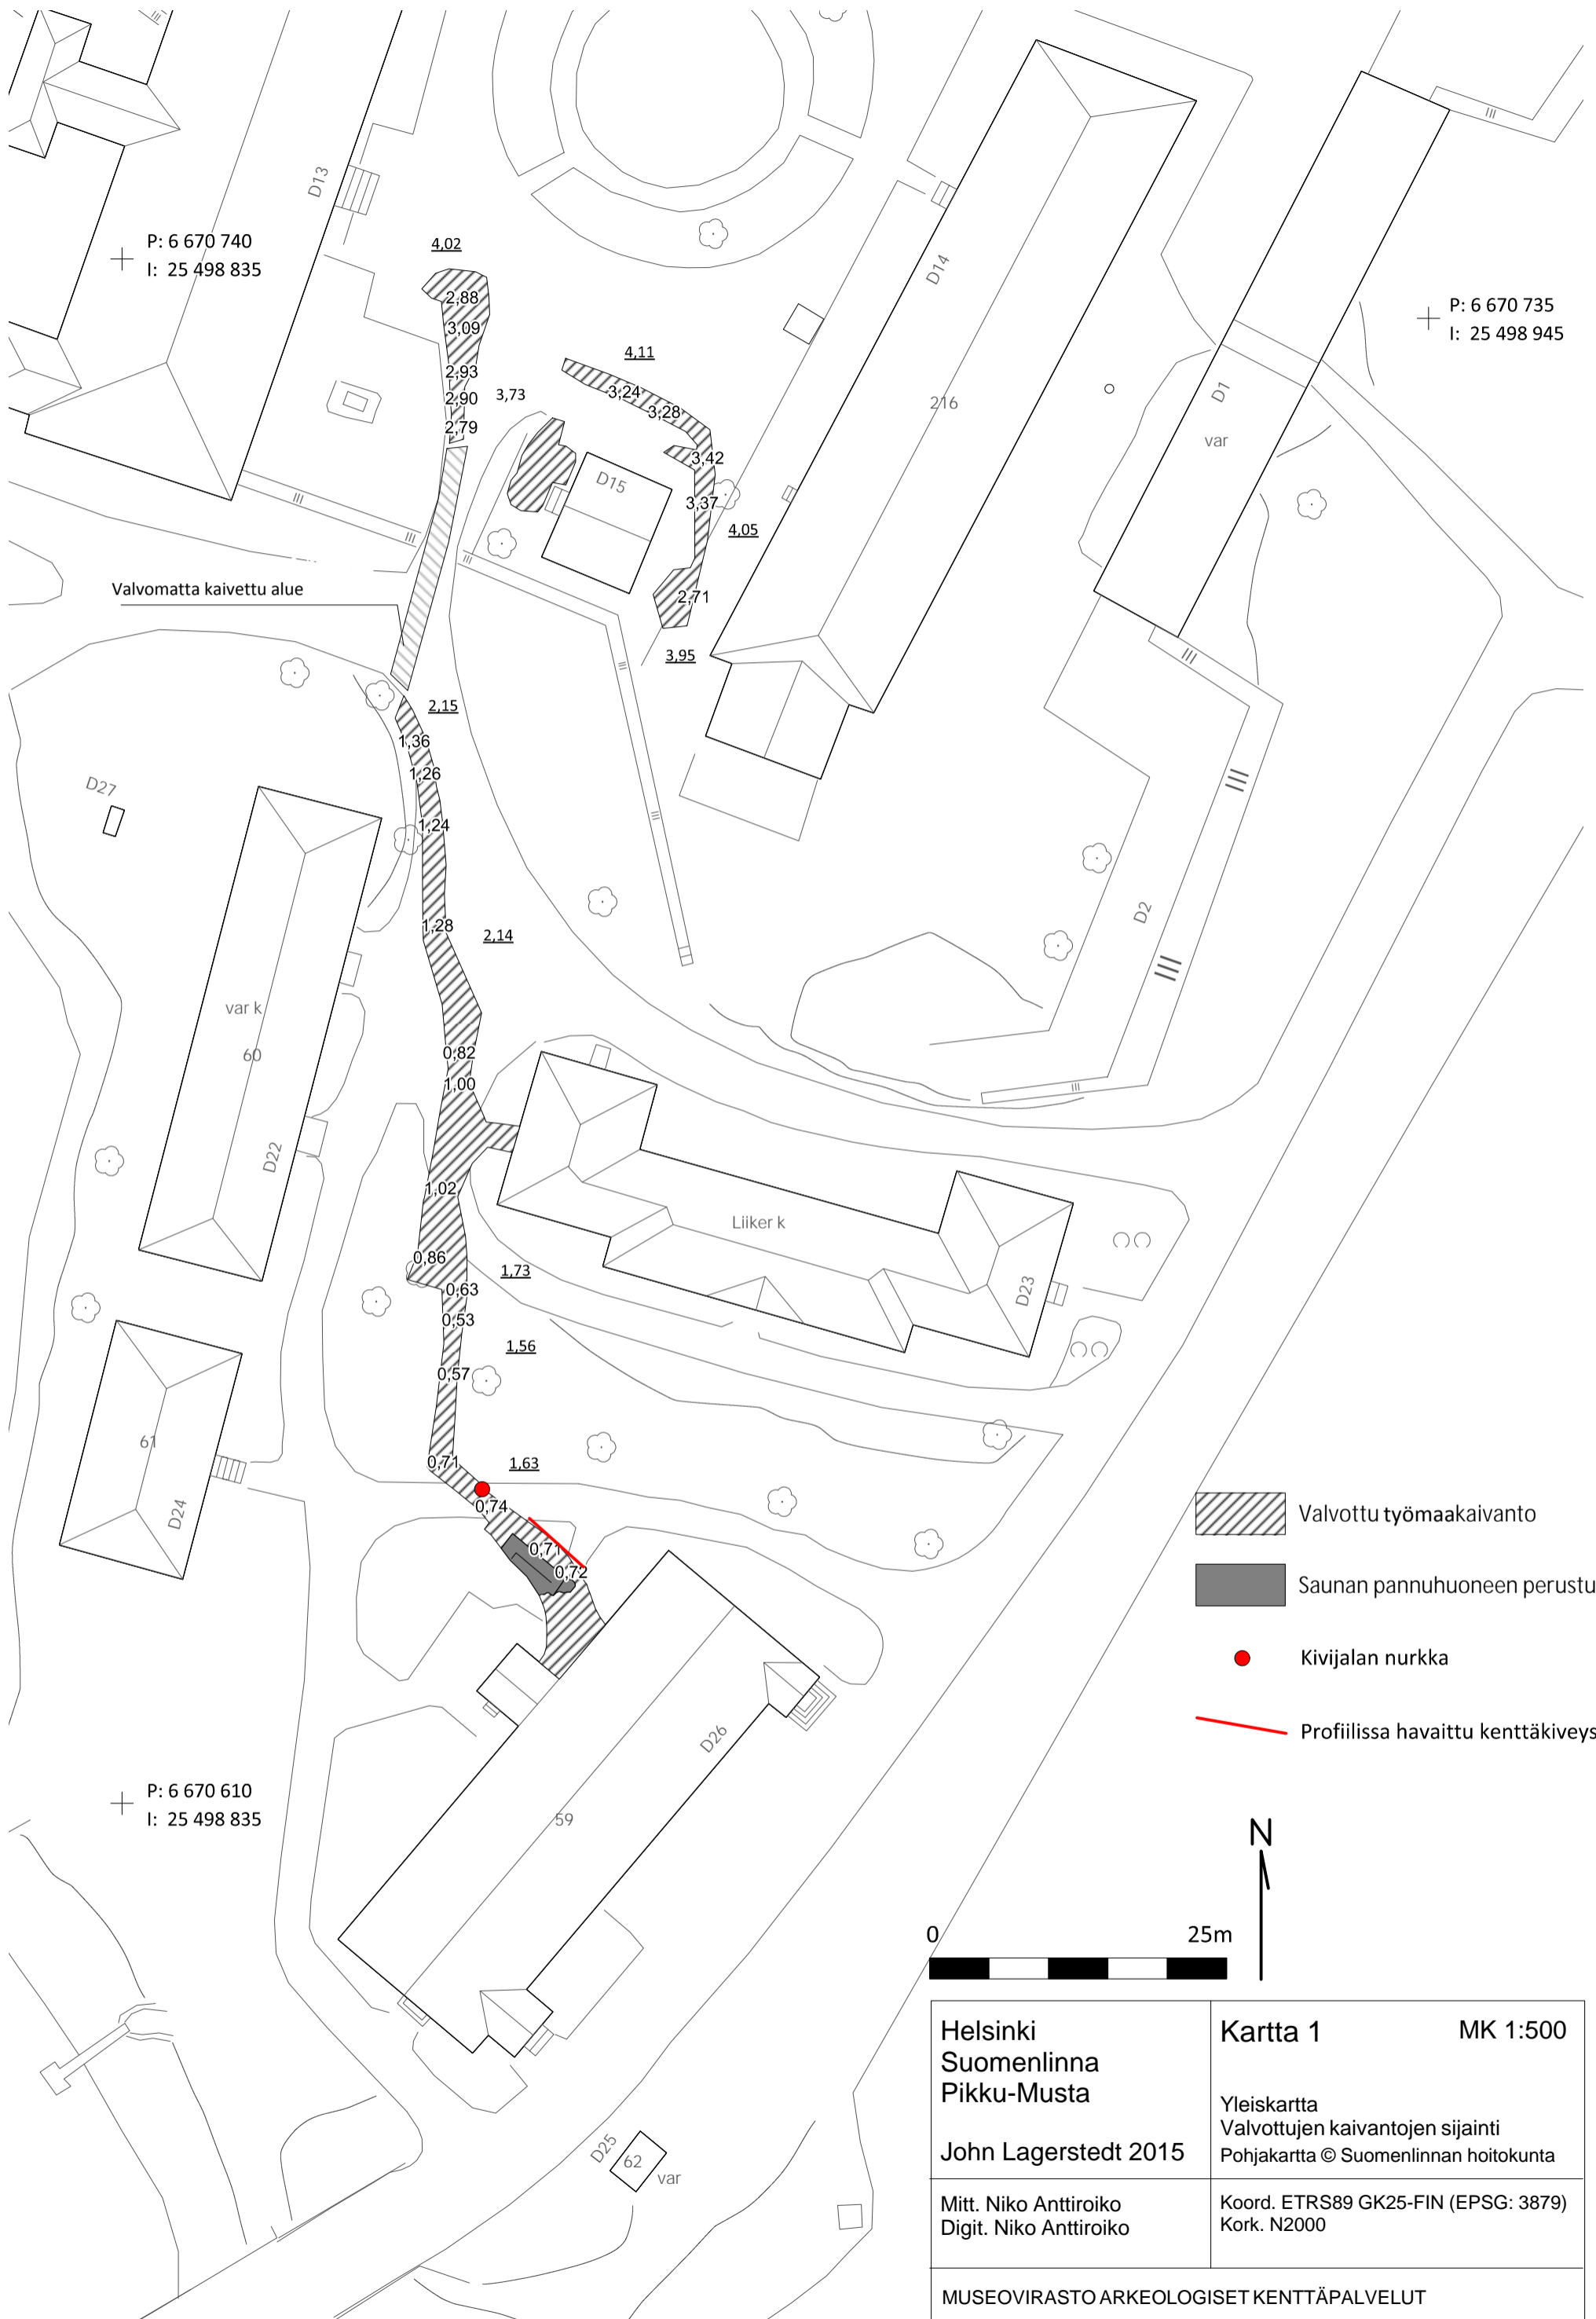 D13
P: 6 670 740
I: 25 498 835
4,02
2,88
3,09
2,93
2,90
2,79
3,73
4,11
3,24
3,28
3,42
3,37
4,05
2,71
3,95
D15
D14
216
D1
var
P: 6 670 735
I: 25 498 945
Valvomatta kaivettu alue
2,15
1,36
1,26
1,24
1,28
2,14
D27
var k
60
D22
D2
0,82
1,00
1,02
0,86
1,73
0,63
0,53
1,56
0,57
0,71
1,63
0,74
0,71
0,72
Liiker k
D23
61
D24
D26
59
Valvottu työmaakaivanto
Saunan pannuhuoneen perustu
Kivijalan nurkka
Profiilissa havaittu kenttäkiveys
P: 6 670 610
I: 25 498 835
N
0 25m
D25
62
var
Helsinki
Suomenlinna
Pikku-Musta
John Lagerstedt 2015
Kartta 1 MK 1:500
Yleiskartta
Valvottujen kaivantojen sijainti
Pohjakartta © Suomenlinnan hoitokunta
Mitt. Niko Anttiroiko
Digit. Niko Anttiroiko
Koord. ETRS89 GK25-FIN (EPSG: 3879)
Kork. N2000
MUSEOVIRASTO ARKEOLOGISET KENTTÄPALVELUT